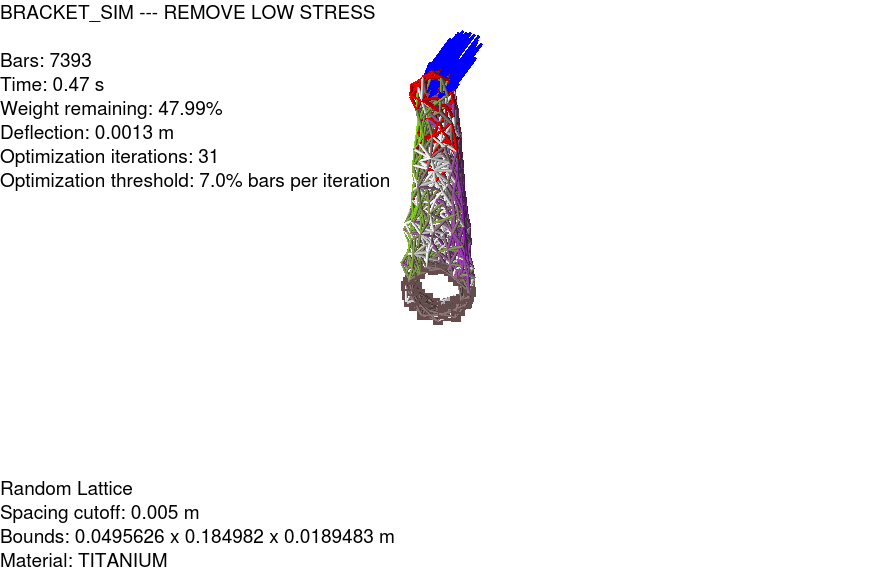 BRACKET_SIM --- REMOVE LOW STRESS
Bars: 7393
Time: 0.47 s
Weight remaining: 47.99%
Deflection: 0.0013 m
Optimization iterations: 31
Optimization threshold: 7.0% bars per iteration
Random Lattice
Spacing cutoff: 0.005 m
Bounds: 0.0495626 x 0.184982 x 0.0189483 m
Material: TITANIUM